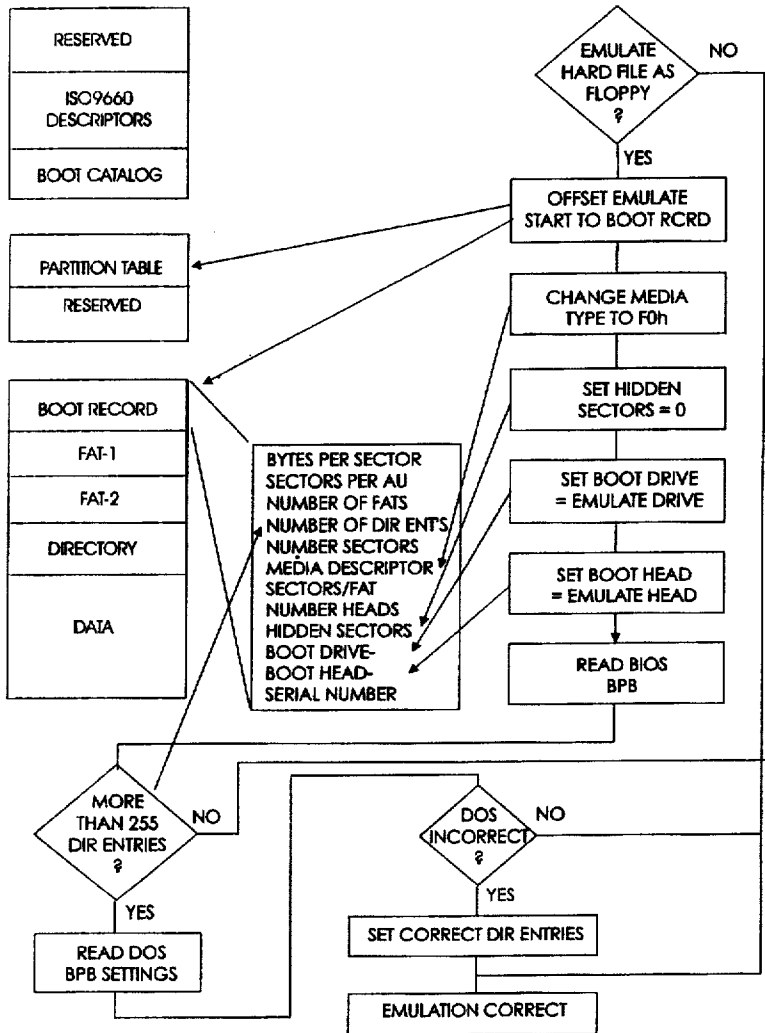 RESERVED
ISO9660
DESCRIPTORS
BOOT CATALOG
PARTITION TABLE
RESERVED
BOOT RECORD
FAT-1
FAT-2
DIRECTORY
DATA
BYTES PER SECTOR
SECTORS PER AU
NUMBER OF FATS
NUMBER OF DIR ENT'S
NUMBER SECTORS
MEDIA DESCRIPTOR
SECTORS/FAT
NUMBER HEADS
HIDDEN SECTORS
BOOT DRIVE-
BOOT HEAD-
SERIAL NUMBER
EMULATE
HARD FILE AS
FLOPPY
?
NO
YES
OFFSET EMULATE
START TO BOOT RCRD
CHANGE MEDIA
TYPE TO F0h
SET HIDDEN
SECTORS = 0
SET BOOT DRIVE
= EMULATE DRIVE
SET BOOT HEAD
= EMULATE HEAD
READ BIOS
BPB
MORE
THAN 255
DIR ENTRIES
?
NO
YES
READ DOS
BPB SETTINGS
DOS
INCORRECT
?
NO
YES
SET CORRECT DIR ENTRIES
EMULATION CORRECT